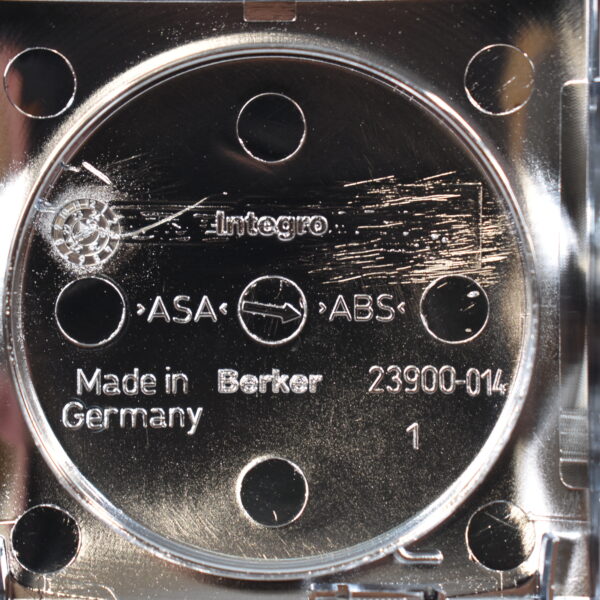 Integro
>ASA< >ABS<
Made in Berker 23900-014
Germany
1